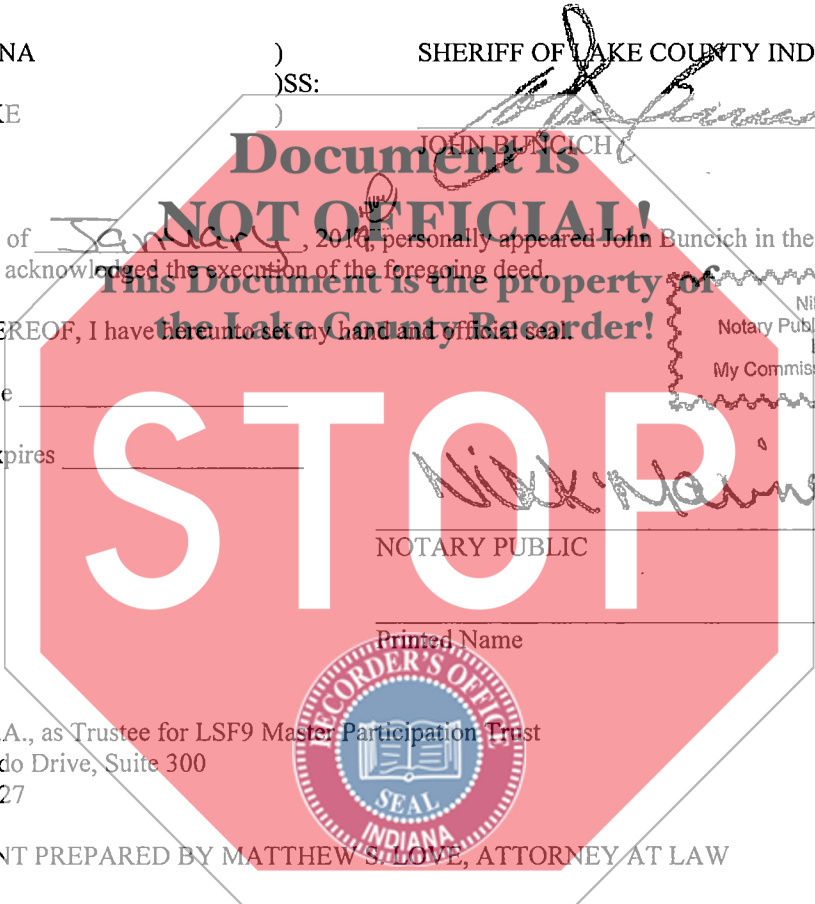 NA ) SHERIFF OF LAKE COUNTY IND
)SS:
KE )
JOHN BUNCICH
Document is
NOT OFFICIAL!
of January, 2016, personally appeared John Buncich in the
acknowledged the execution of the foregoing deed.
This Document is the property of
the Lake County Recorder!
EREOF, I have hereunto set my hand and official seal.
Ni
Notary Publ
My Commiss
e
xpires
STOP
NOTARY PUBLIC
Printed Name
RECORDER'S OFFICE
SEAL
INDIANA
.A., as Trustee for LSF9 Master Participation Trust
do Drive, Suite 300
27
NT PREPARED BY MATTHEW S. LOVE, ATTORNEY AT LAW